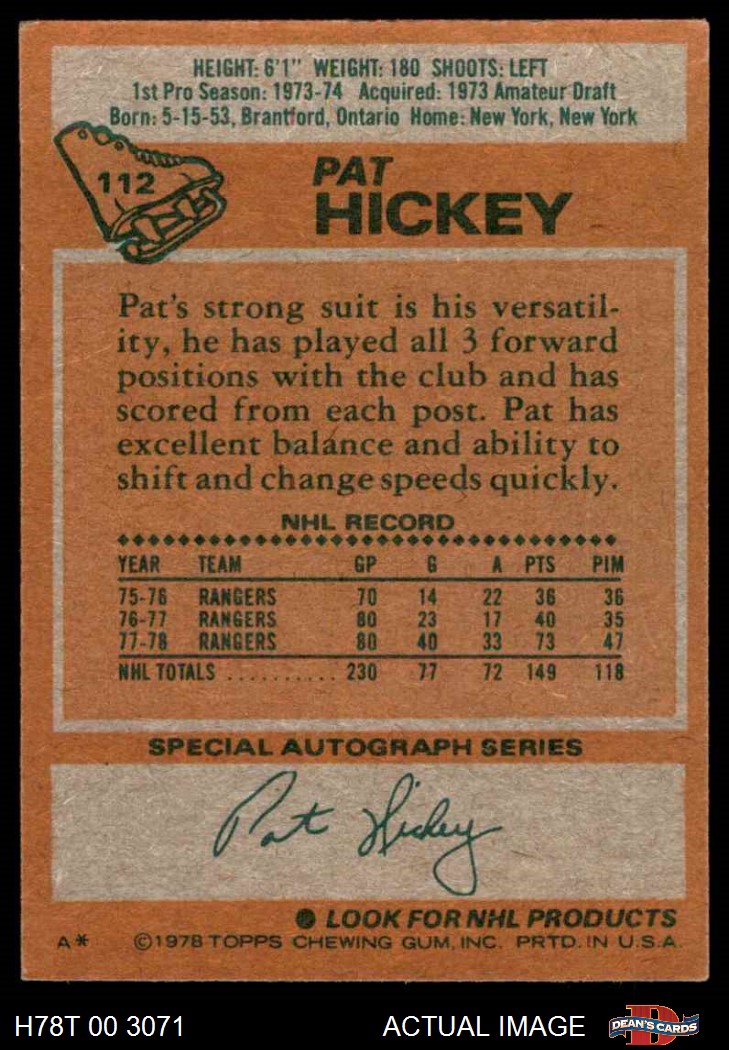 HEIGHT: 6'1" WEIGHT: 180 SHOOTS: LEFT
1st Pro Season: 1973-74 Acquired: 1973 Amateur Draft
Born: 5-15-53, Brantford, Ontario Home: New York, New York
112
PAT
HICKEY
Pat's strong suit is his versatil-
ity, he has played all 3 forward
positions with the club and has
scored from each post. Pat has
excellent balance and ability to
shift and change speeds quickly.
NHL RECORD
YEAR TEAM GP G A PTS PIM
75-76 RANGERS 70 14 22 36 36
76-77 RANGERS 80 23 17 40 35
77-78 RANGERS 80 40 33 73 47
NHL TOTALS .......... 230 77 72 149 118
SPECIAL AUTOGRAPH SERIES
Pat Hickey
● LOOK FOR NHL PRODUCTS
A* ©1978 TOPPS CHEWING GUM, INC. PRTD. IN U.S.A.
H78T 00 3071 ACTUAL IMAGE DEAN'S CARDS